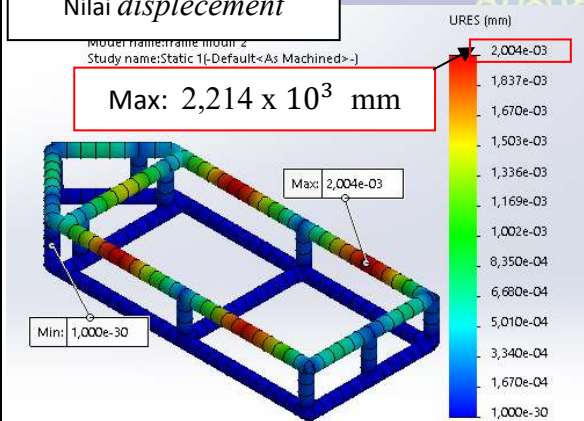 Nilai displecement
URES (mm)
Model name:frame modif 2
Study name:Static 1(-Default<As Machined>-)
Max: 2,214 x 10³ mm
2,004e-03
1,837e-03
1,670e-03
1,503e-03
1,336e-03
1,169e-03
1,002e-03
8,350e-04
6,680e-04
5,010e-04
3,340e-04
1,670e-04
1,000e-30
Max: 2,004e-03
Min: 1,000e-30